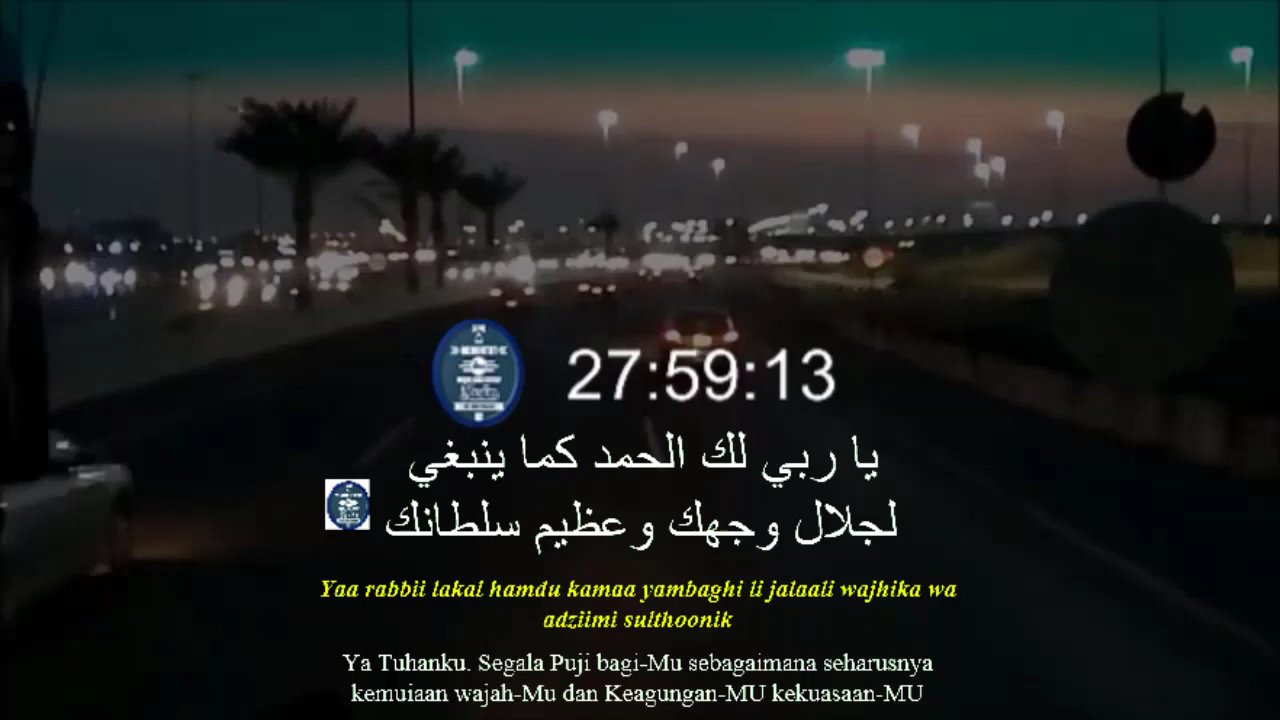 27:59:13
يا ربي لك الحمد كما ينبغي
لجلال وجهك وعظيم سلطانك
Yaa rabbii lakal hamdu kamaa yambaghi li jalaali wajhika wa
adziimi sulthoonik
Ya Tuhanku. Segala Puji bagi-Mu sebagaimana seharusnya
kemuiaan wajah-Mu dan Keagungan-MU kekuasaan-MU